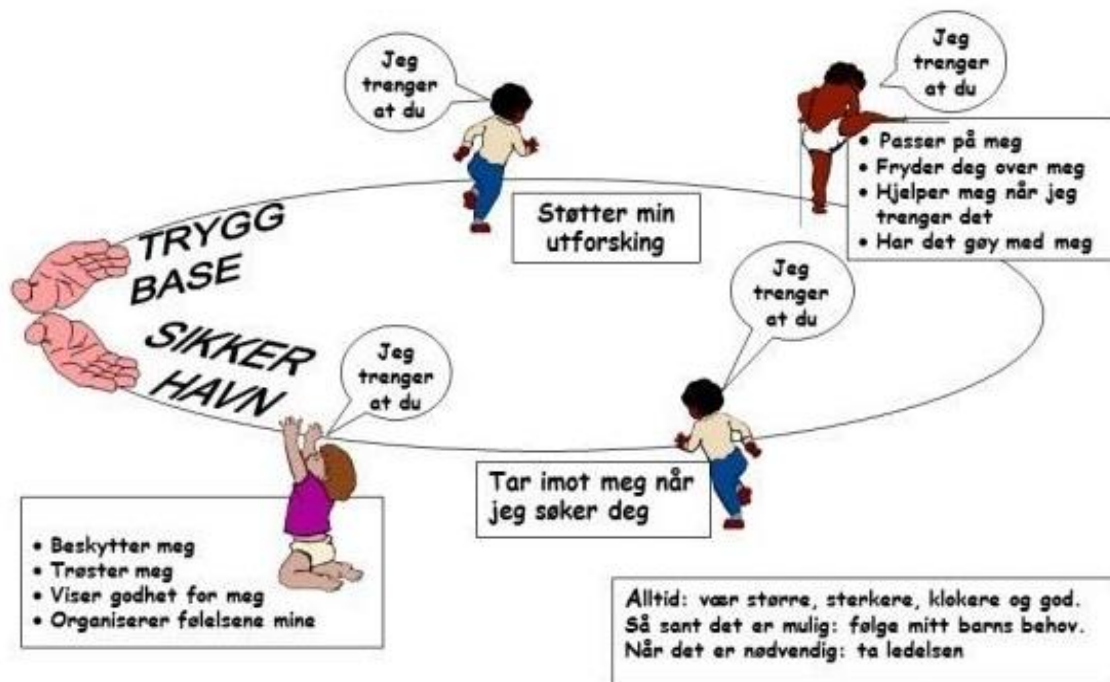 Jeg
trenger
at du
Jeg
trenger
at du
• Passer på meg
• Fryder deg over meg
• Hjelper meg når jeg
trenger det
• Har det gøy med meg
Støtter min
utforsking
TRYGG
BASE
SIKKER
HAVN
Jeg
trenger
at du
Jeg
trenger
at du
Tar imot meg når
jeg søker deg
• Beskytter meg
• Trøster meg
• Viser godhet for meg
• Organiserer følelsene mine
Alltid: vær større, sterkere, klokere og god.
Så sant det er mulig: følge mitt barns behov.
Når det er nødvendig: ta ledelsen